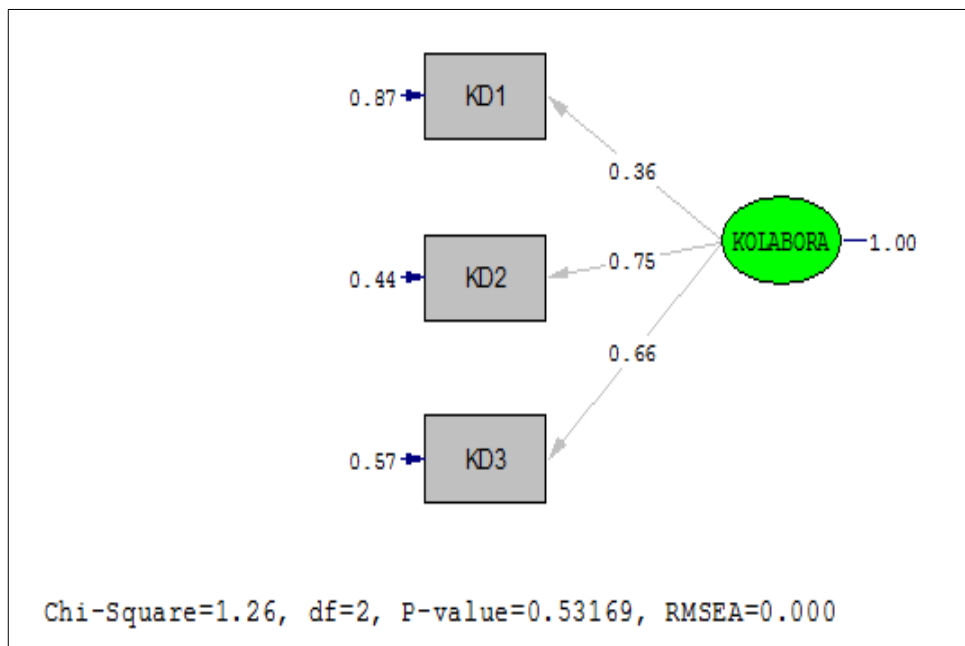 0.87
KD1
0.36
KOLABORA
1.00
0.75
0.44
KD2
0.66
0.57
KD3
Chi-Square=1.26, df=2, P-value=0.53169, RMSEA=0.000